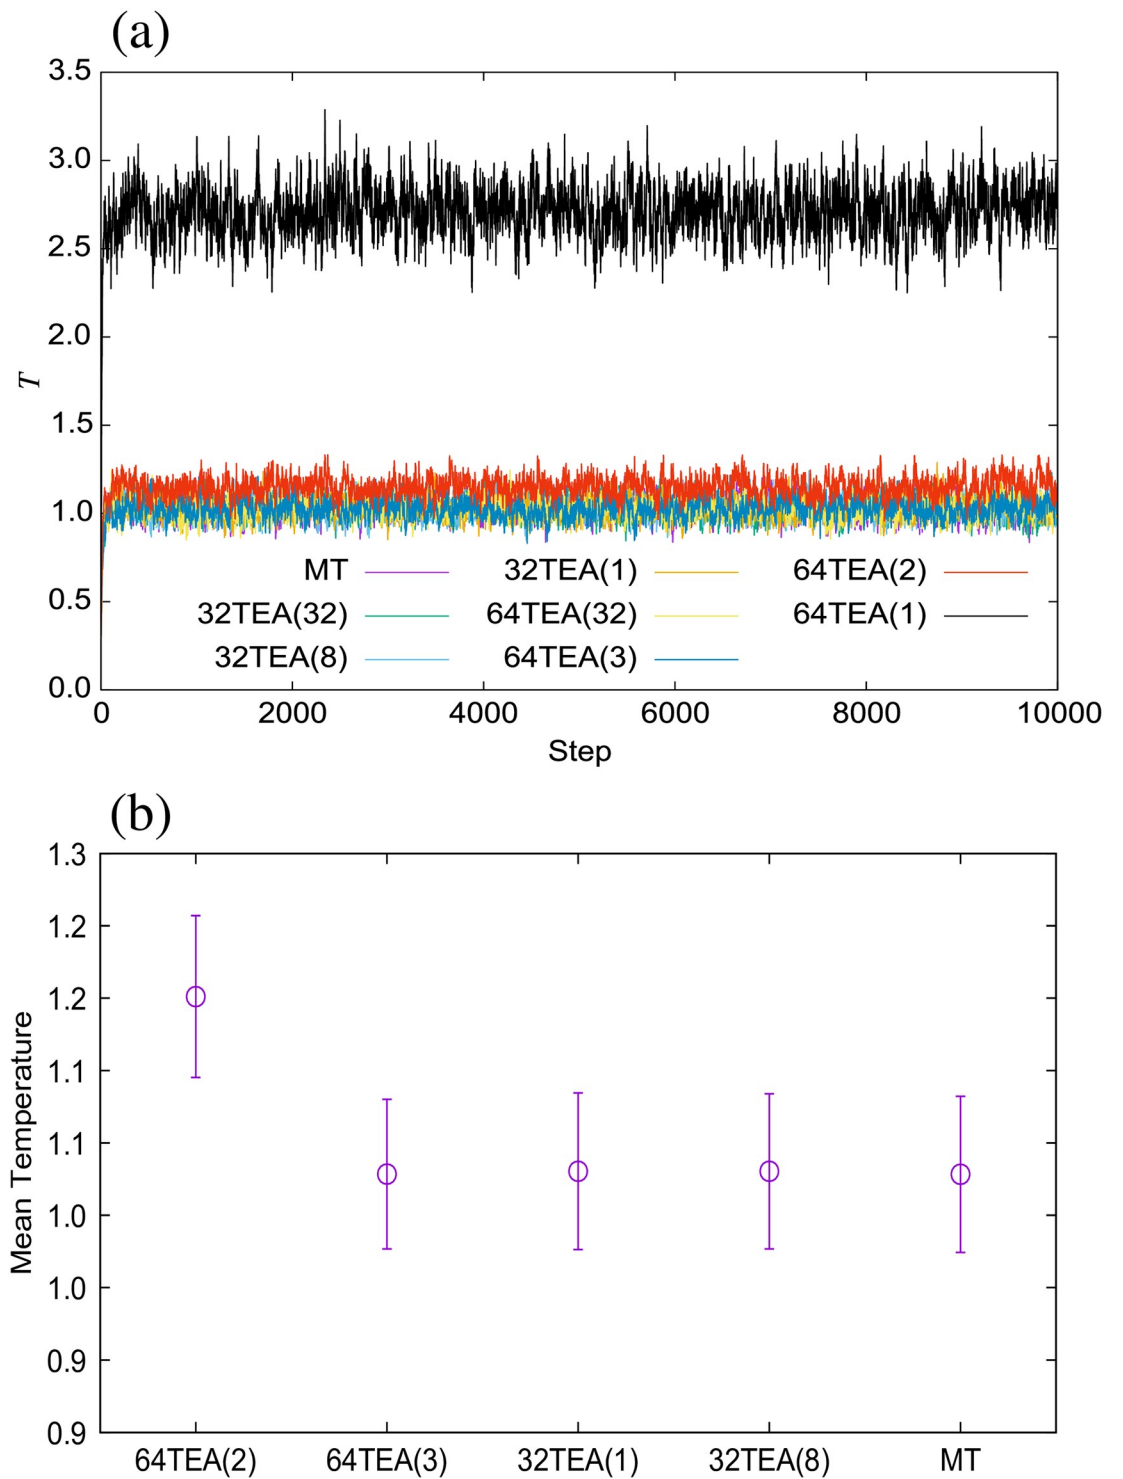 (a)
3.5
3.0
2.5
2.0
T
1.5
1.0
MT 32TEA(1) 64TEA(2)
0.5 32TEA(32) 64TEA(32) 64TEA(1)
32TEA(8) 64TEA(3)
0.0
0 2000 4000 6000 8000 10000
Step
(b)
1.3
1.2
1.2
1.1
1.1
1.0
1.0
0.9
0.9
Mean Temperature
64TEA(2) 64TEA(3) 32TEA(1) 32TEA(8) MT